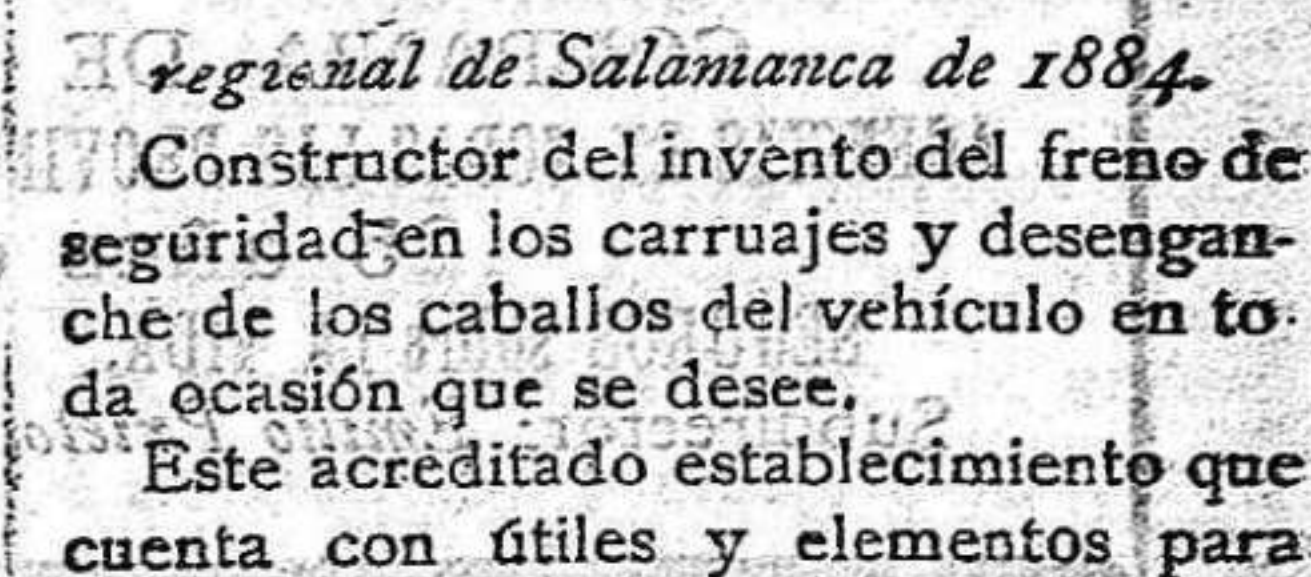 regional de Salamanca de 1884.
Constructor del invento del freno de
seguridad en los carruajes y desengan-
che de los caballos del vehículo en to-
da ocasión que se desee.
Este acreditado establecimiento que
cuenta con útiles y elementos para